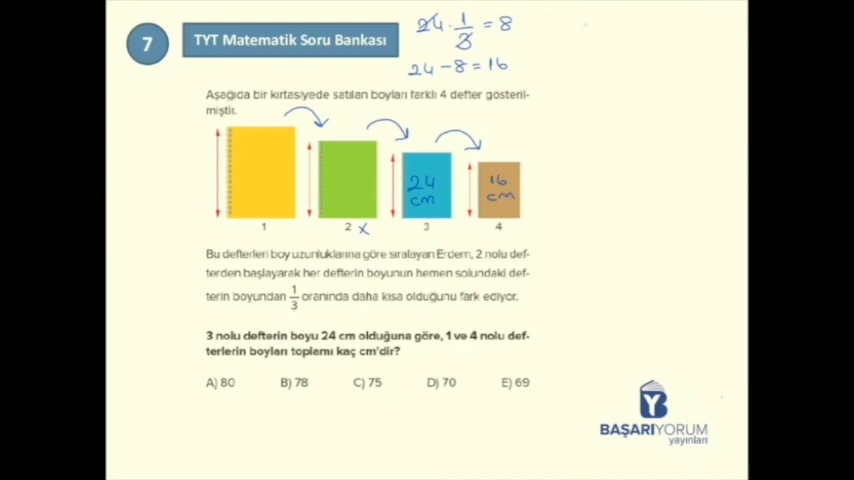 7
TYT Matematik Soru Bankası
24 · 1/3 = 8
24 - 8 = 16
Aşağıda bir kırtasiyede satılan boyları farklı 4 defter gösteril-
miştir.
24 cm
16 cm
1 2 x 3 4
Bu defterleri boy uzunluklarına göre sıralayan Erdem, 2 nolu def-
terden başlayarak her defterin boyunun hemen solundaki def-
terin boyundan 1/3 oranında daha kısa olduğunu fark ediyor.
3 nolu defterin boyu 24 cm olduğuna göre, 1 ve 4 nolu def-
terlerin boyları toplamı kaç cm'dir?
A) 80 B) 78 C) 75 D) 70 E) 69
BAŞARIYORUM
yayınları